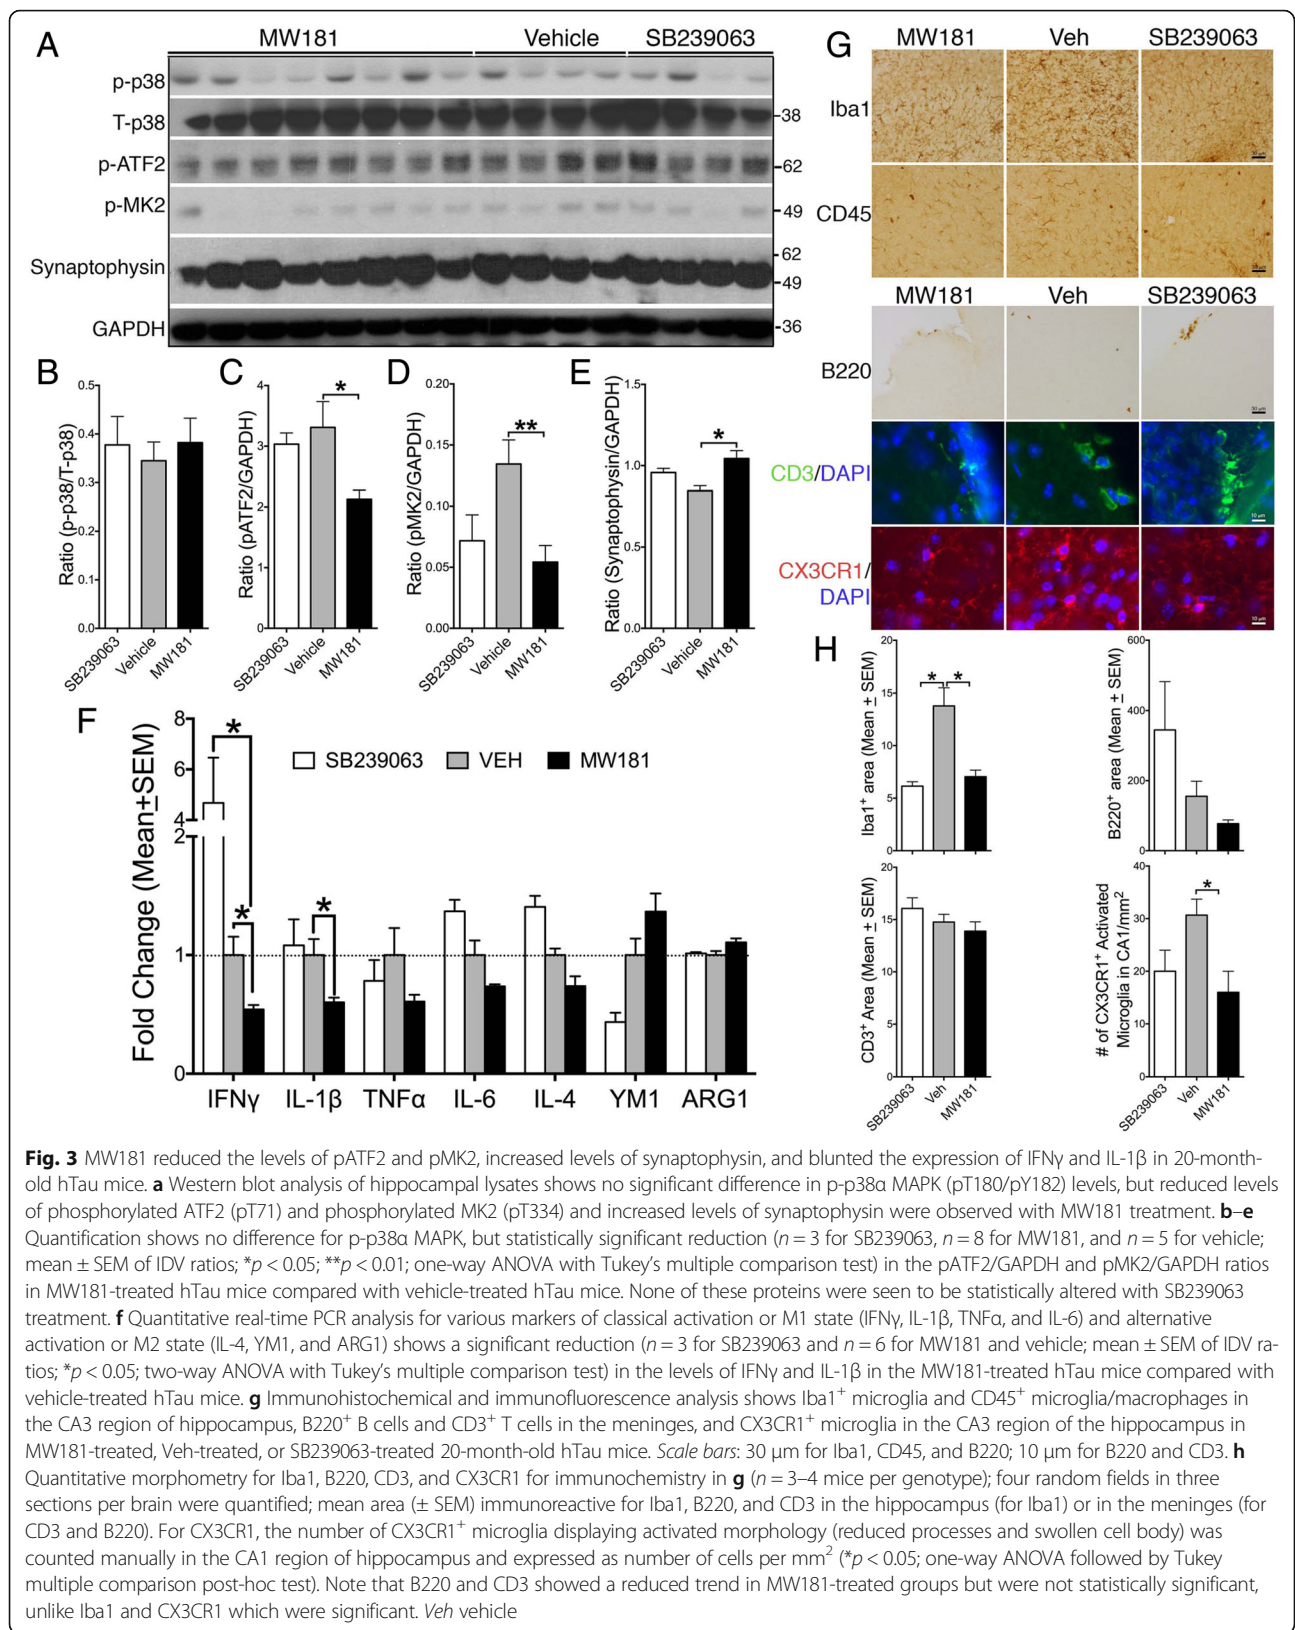 A
MW181 Vehicle SB239063
p-p38
T-p38
38
p-ATF2
62
p-MK2
49
Synaptophysin
62
49
GAPDH
36
B
Ratio (p-p38/T-p38)
0.5
0.4
0.3
0.2
0.1
0.0
SB239063
Vehicle
MW181
C
Ratio (pATF2/GAPDH)
4
3
2
1
0
*
SB239063
Vehicle
MW181
D
Ratio (pMK2/GAPDH)
0.20
0.15
0.10
0.05
0.00
**
SB239063
Vehicle
MW181
E
Ratio (Synaptophysin/GAPDH)
1.5
1.0
0.5
0.0
*
SB239063
Vehicle
MW181
F
Fold Change (Mean±SEM)
8
6
4
2
1
0
*
*
*
SB239063 VEH MW181
IFNγ IL-1β TNFα IL-6 IL-4 YM1 ARG1
G
MW181 Veh SB239063
Iba1
30 µm
CD45
30 µm
MW181 Veh SB239063
B220
30 µm
CD3/DAPI
10 µm
CX3CR1/
DAPI
10 µm
H
Iba1⁺ area (Mean ± SEM)
20
15
10
5
0
* *
B220⁺ area (Mean ± SEM)
600
400
200
0
CD3⁺ Area (Mean ± SEM)
20
15
10
5
0
SB239063
Veh
MW181
# of CX3CR1⁺ Activated
Microglia in CA1/mm²
40
30
20
10
0
*
SB239063
Veh
MW181
Fig. 3 MW181 reduced the levels of pATF2 and pMK2, increased levels of synaptophysin, and blunted the expression of IFNγ and IL-1β in 20-month-
old hTau mice. a Western blot analysis of hippocampal lysates shows no significant difference in p-p38α MAPK (pT180/pY182) levels, but reduced levels
of phosphorylated ATF2 (pT71) and phosphorylated MK2 (pT334) and increased levels of synaptophysin were observed with MW181 treatment. b–e
Quantification shows no difference for p-p38α MAPK, but statistically significant reduction (n = 3 for SB239063, n = 8 for MW181, and n = 5 for vehicle;
mean ± SEM of IDV ratios; *p < 0.05; **p < 0.01; one-way ANOVA with Tukey's multiple comparison test) in the pATF2/GAPDH and pMK2/GAPDH ratios
in MW181-treated hTau mice compared with vehicle-treated hTau mice. None of these proteins were seen to be statistically altered with SB239063
treatment. f Quantitative real-time PCR analysis for various markers of classical activation or M1 state (IFNγ, IL-1β, TNFα, and IL-6) and alternative
activation or M2 state (IL-4, YM1, and ARG1) shows a significant reduction (n = 3 for SB239063 and n = 6 for MW181 and vehicle; mean ± SEM of IDV ra-
tios; *p < 0.05; two-way ANOVA with Tukey's multiple comparison test) in the levels of IFNγ and IL-1β in the MW181-treated hTau mice compared with
vehicle-treated hTau mice. g Immunohistochemical and immunofluorescence analysis shows Iba1⁺ microglia and CD45⁺ microglia/macrophages in
the CA3 region of hippocampus, B220⁺ B cells and CD3⁺ T cells in the meninges, and CX3CR1⁺ microglia in the CA3 region of the hippocampus in
MW181-treated, Veh-treated, or SB239063-treated 20-month-old hTau mice. Scale bars: 30 µm for Iba1, CD45, and B220; 10 µm for B220 and CD3. h
Quantitative morphometry for Iba1, B220, CD3, and CX3CR1 for immunochemistry in g (n = 3–4 mice per genotype); four random fields in three
sections per brain were quantified; mean area (± SEM) immunoreactive for Iba1, B220, and CD3 in the hippocampus (for Iba1) or in the meninges (for
CD3 and B220). For CX3CR1, the number of CX3CR1⁺ microglia displaying activated morphology (reduced processes and swollen cell body) was
counted manually in the CA1 region of hippocampus and expressed as number of cells per mm² (*p < 0.05; one-way ANOVA followed by Tukey
multiple comparison post-hoc test). Note that B220 and CD3 showed a reduced trend in MW181-treated groups but were not statistically significant,
unlike Iba1 and CX3CR1 which were significant. Veh vehicle